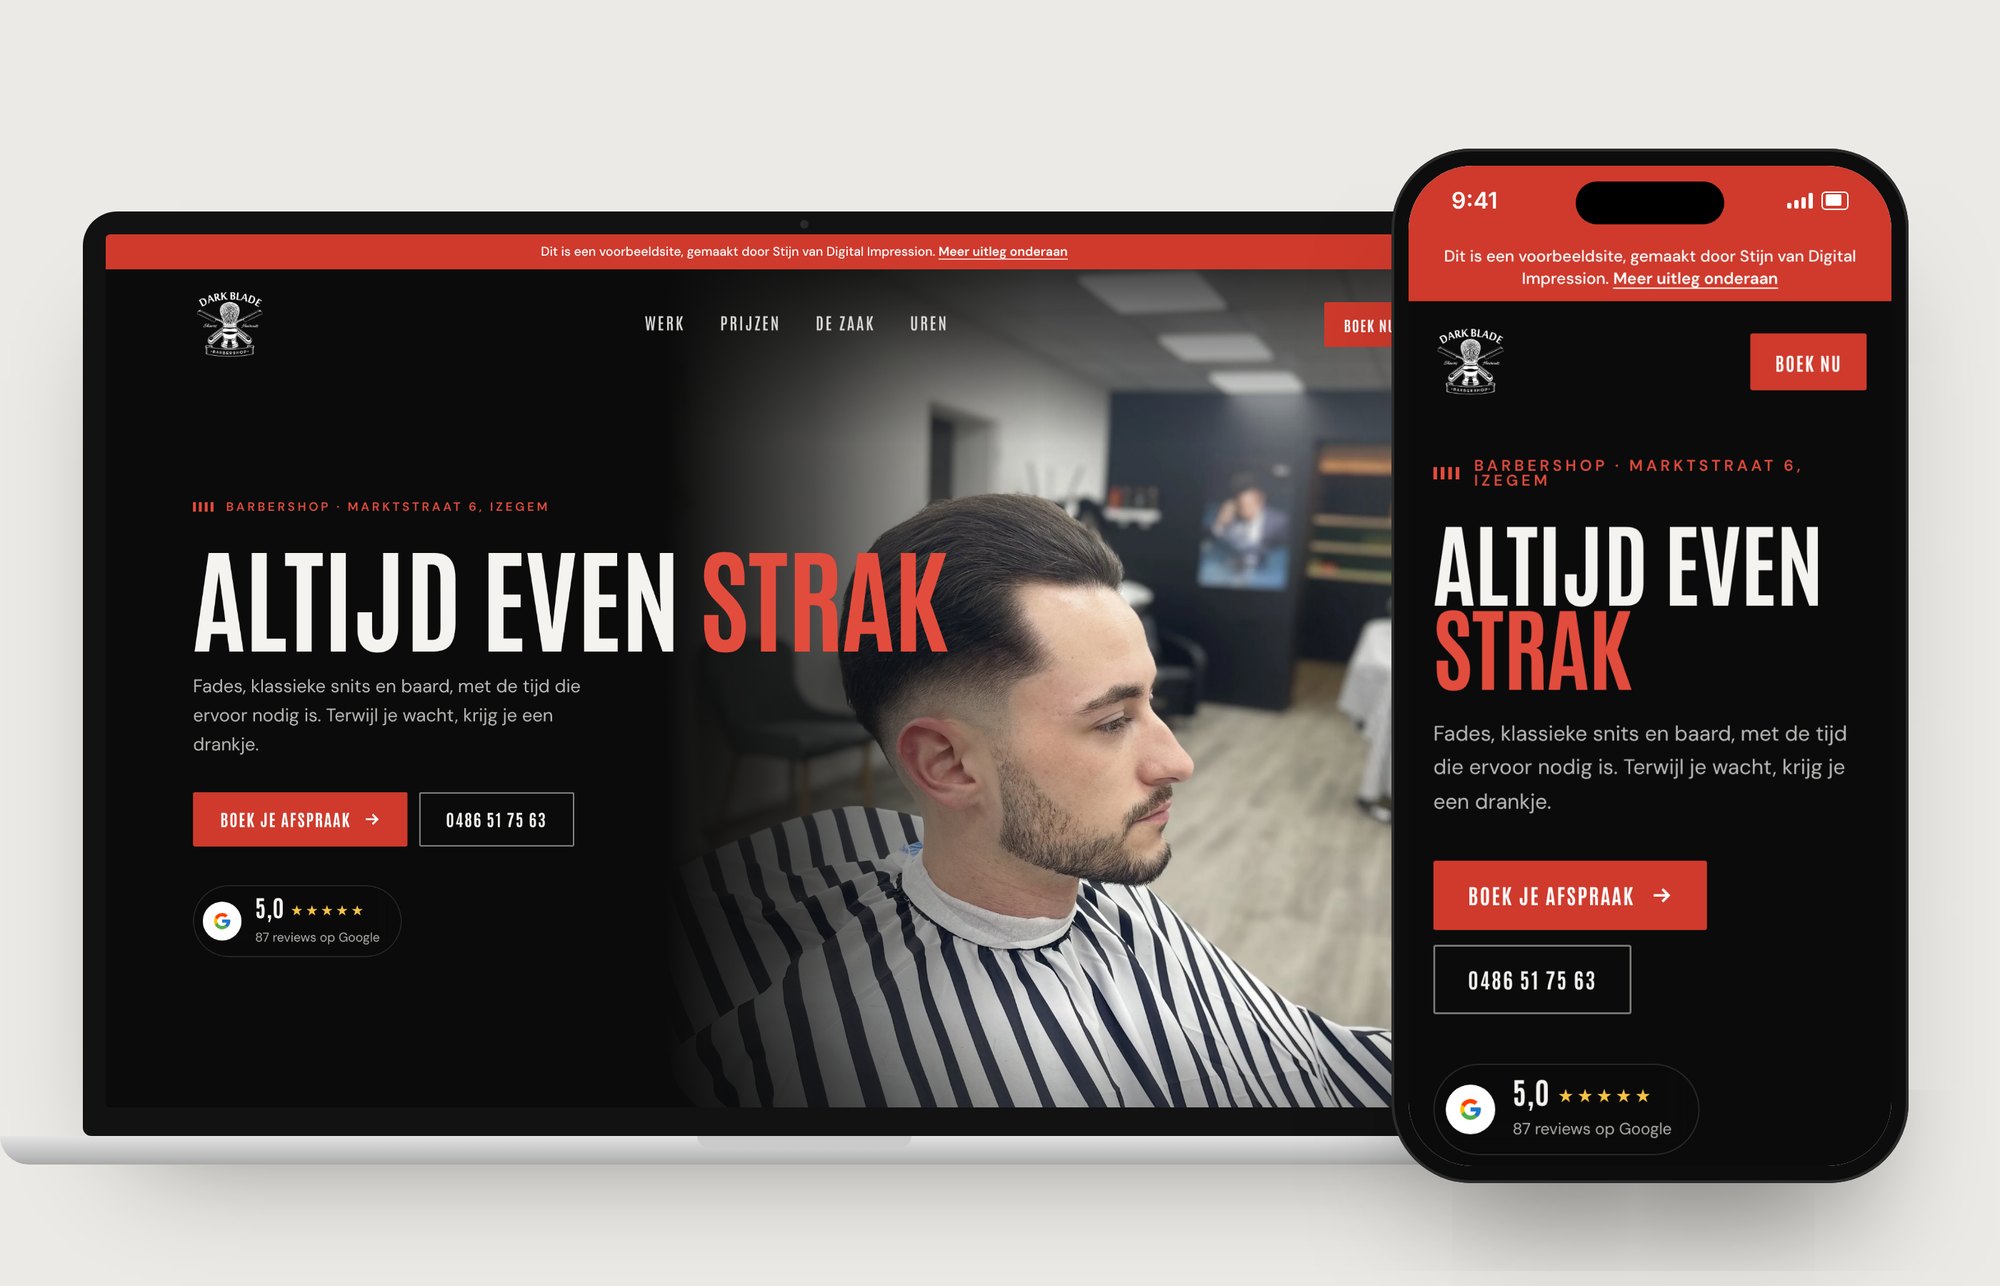 Dit is een voorbeeldsite, gemaakt door Stijn van Digital Impression. Meer uitleg onderaan
DARK BLADE
BARBERSHOP
WERK PRIJZEN DE ZAAK UREN
BARBERSHOP · MARKTSTRAAT 6, IZEGEM
ALTIJD EVEN STRAK
Fades, klassieke snits en baard, met de tijd die
ervoor nodig is. Terwijl je wacht, krijg je een
drankje.
BOEK JE AFSPRAAK →
0486 51 75 63
5,0 ★★★★★
87 reviews op Google
9:41
Dit is een voorbeeldsite, gemaakt door Stijn van Digital
Impression. Meer uitleg onderaan
DARK BLADE
BARBERSHOP
BOEK NU
BARBERSHOP · MARKTSTRAAT 6,
IZEGEM
ALTIJD EVEN
STRAK
Fades, klassieke snits en baard, met de tijd
die ervoor nodig is. Terwijl je wacht, krijg je
een drankje.
BOEK JE AFSPRAAK →
0486 51 75 63
5,0 ★★★★★
87 reviews op Google